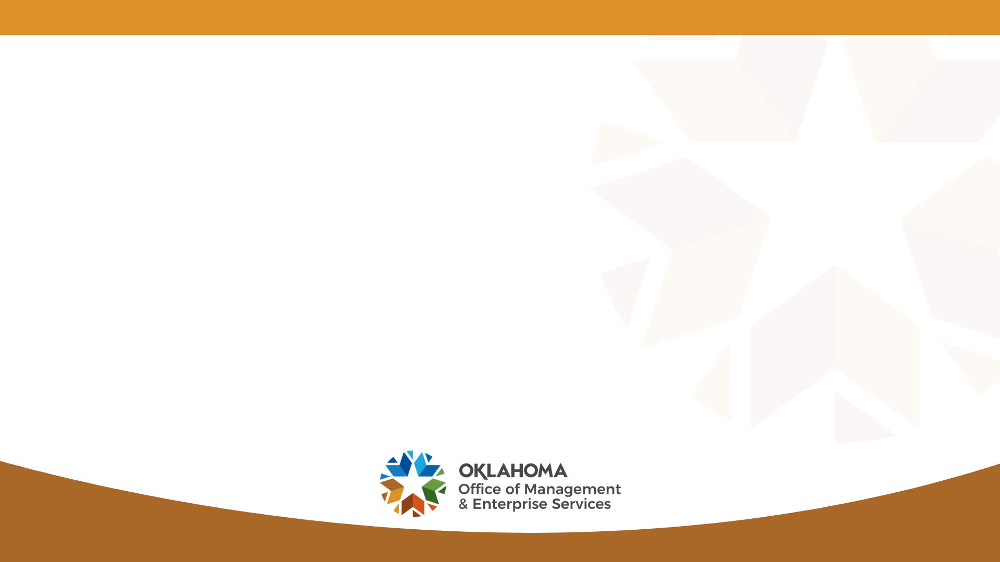 OKLAHOMA
Office of Management
& Enterprise Services